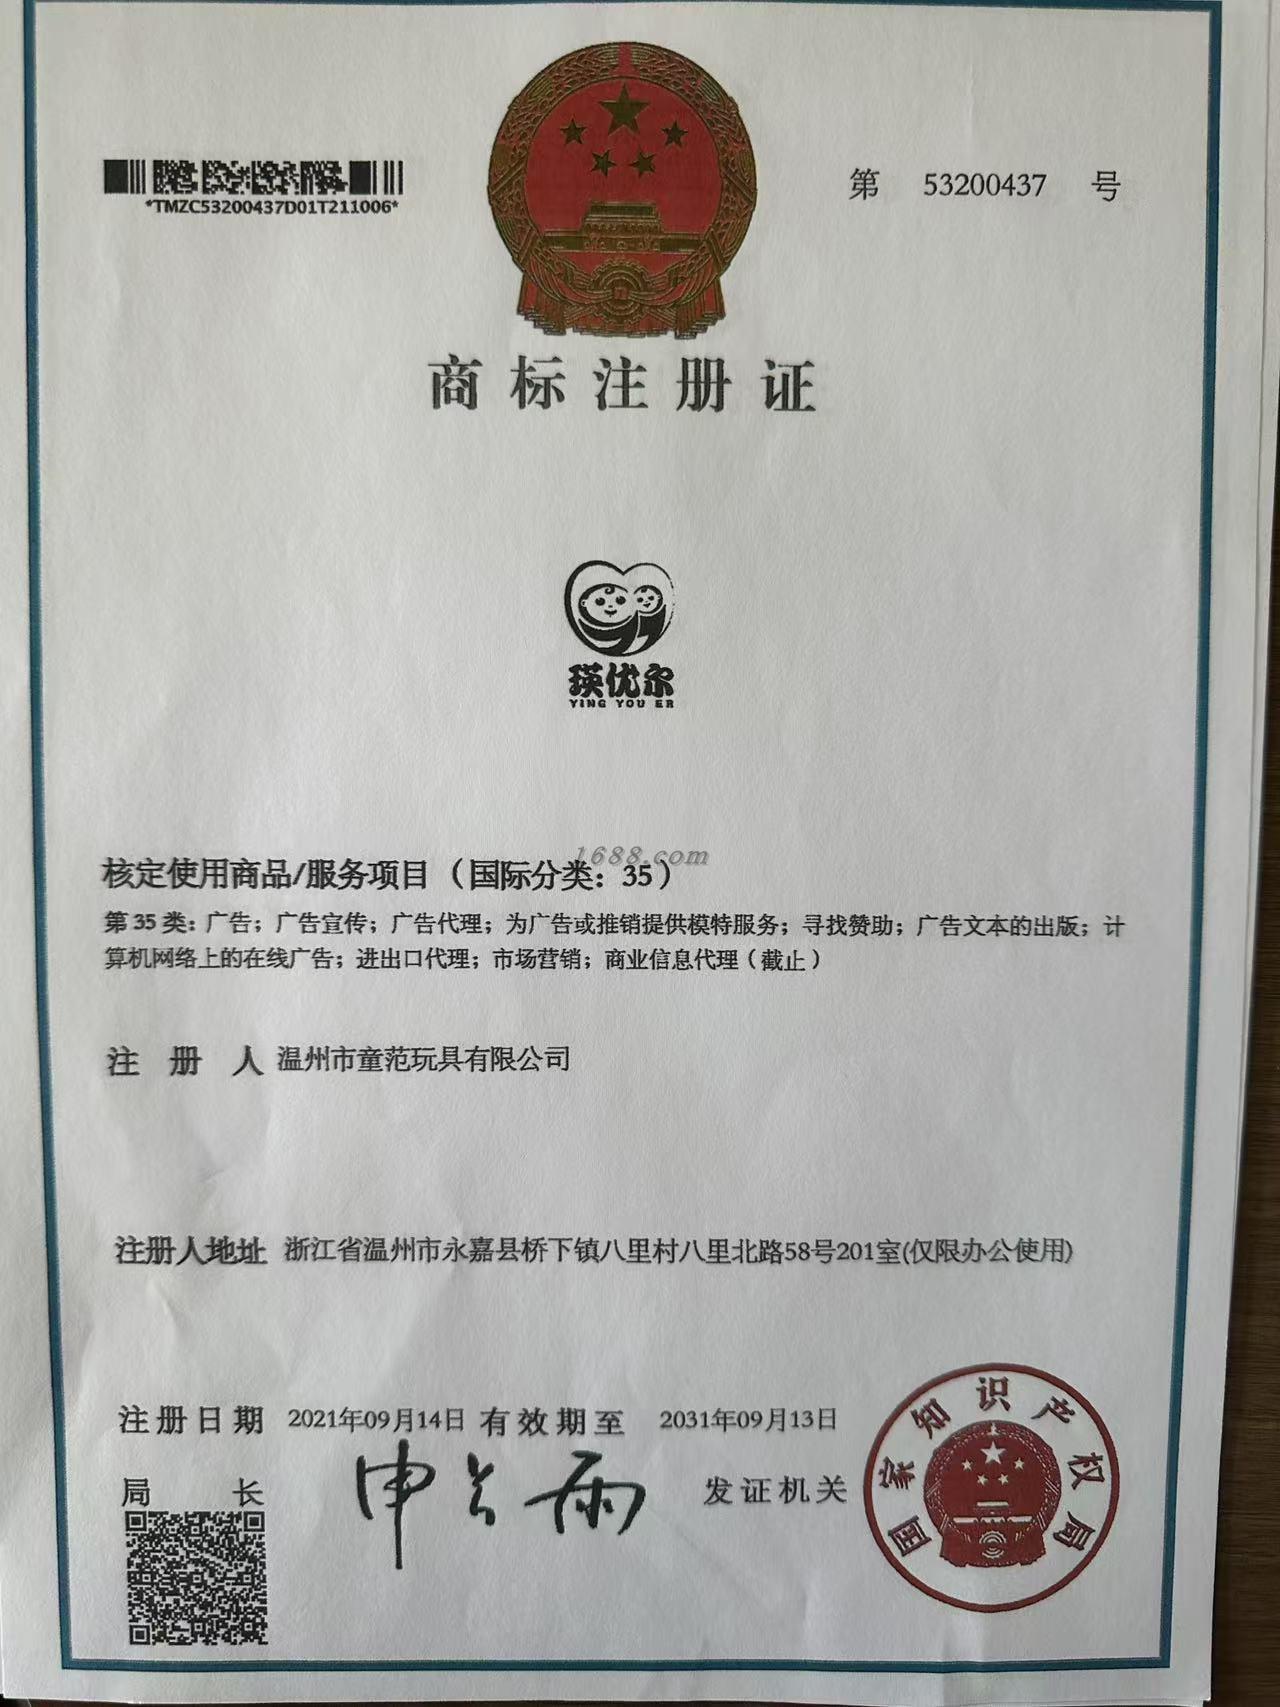 *TMZC53200437D01T211006*
第 53200437 号
商标注册证
瑛优尔
YING YOU ER
1688.com
核定使用商品/服务项目（国际分类：35）
第 35 类：广告；广告宣传；广告代理；为广告或推销提供模特服务；寻找赞助；广告文本的出版；计
算机网络上的在线广告；进出口代理；市场营销；商业信息代理（截止）
注册人 温州市童范玩具有限公司
注册人地址 浙江省温州市永嘉县桥下镇八里村八里北路58号201室(仅限办公使用)
注册日期 2021年09月14日 有效期至 2031年09月13日
局长 申长雨 发证机关
国家知识产权局